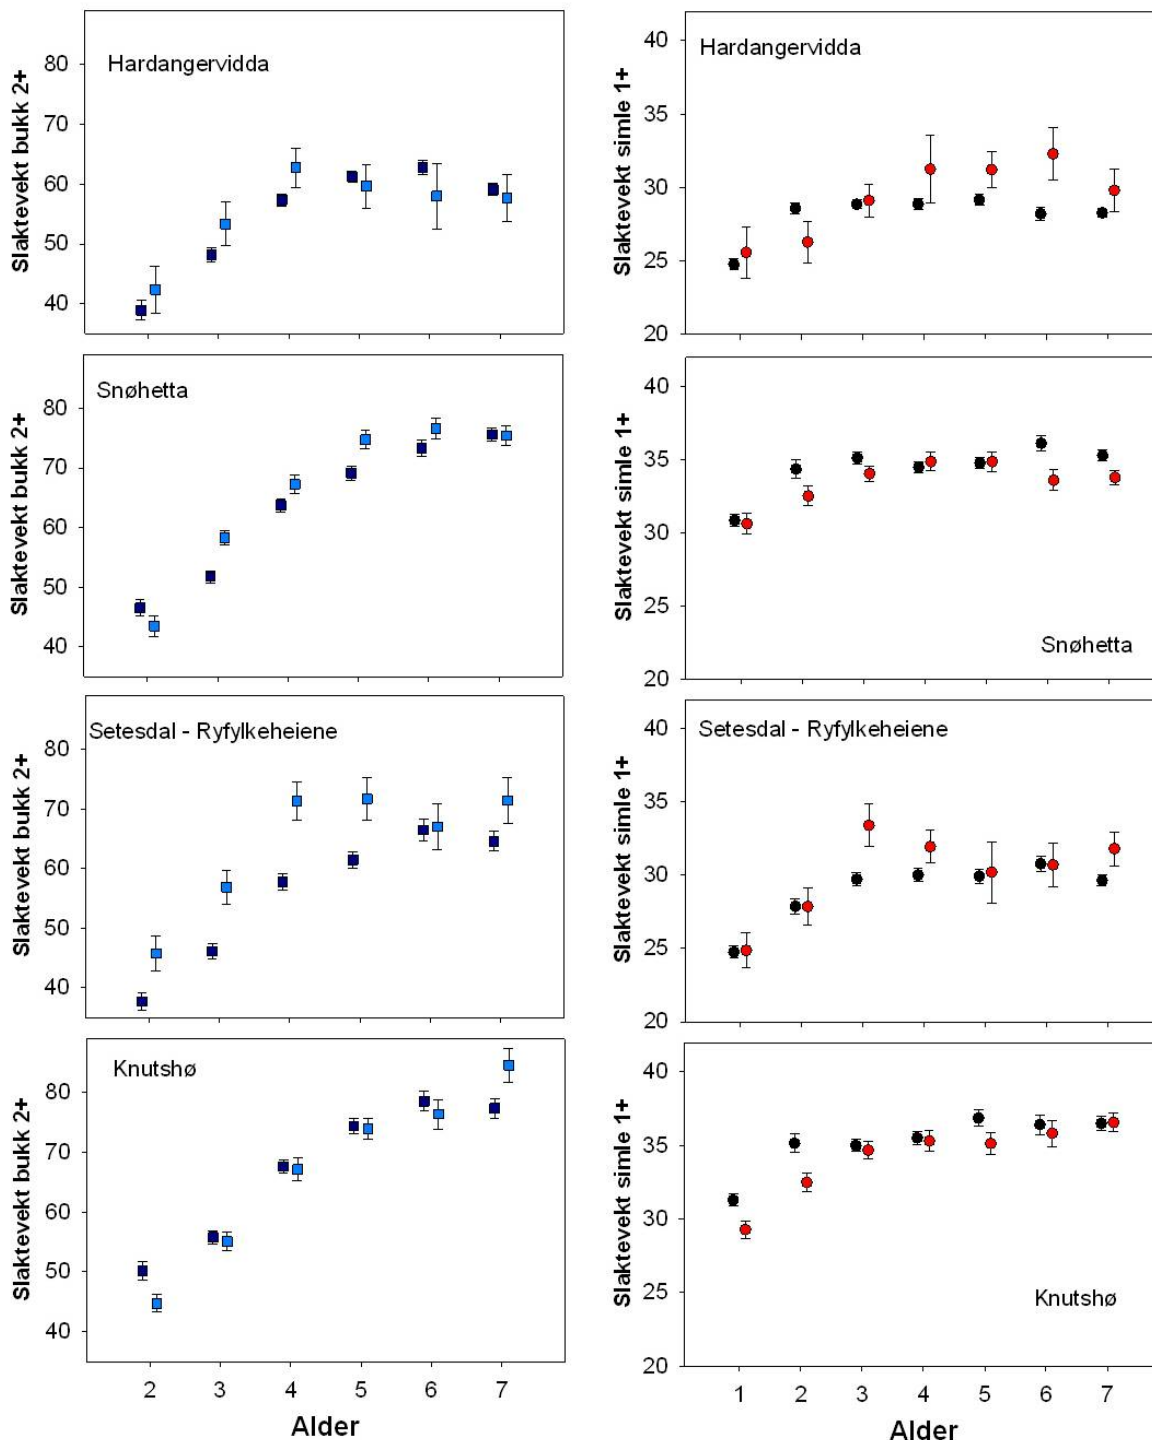 Slaktevekt bukk 2+
80
70
60
50
40
Hardangervidda
Slaktevekt simle 1+
40
35
30
25
20
Hardangervidda
Slaktevekt bukk 2+
80
70
60
50
40
Snøhetta
Slaktevekt simle 1+
40
35
30
25
20
Snøhetta
Slaktevekt bukk 2+
80
70
60
50
40
Setesdal - Ryfylkeheiene
Slaktevekt simle 1+
40
35
30
25
20
Setesdal - Ryfylkeheiene
Slaktevekt bukk 2+
80
70
60
50
40
Knutshø
2 3 4 5 6 7
Alder
Slaktevekt simle 1+
40
35
30
25
20
Knutshø
1 2 3 4 5 6 7
Alder